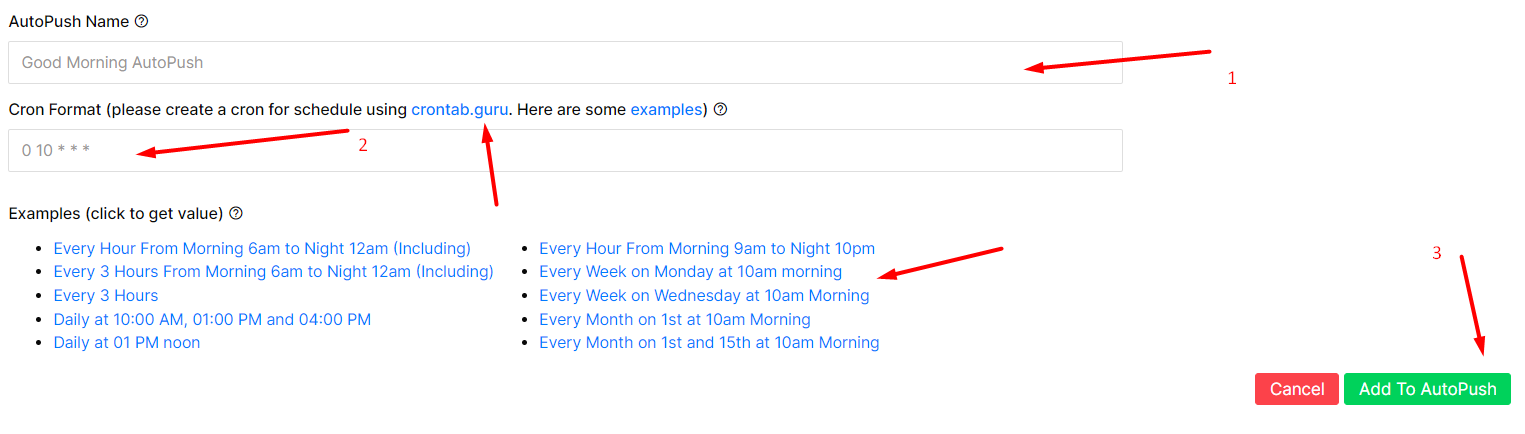 AutoPush Name
Good Morning AutoPush
1
Cron Format (please create a cron for schedule using crontab.guru. Here are some examples)
0 10 * * *
2
Examples (click to get value)
Every Hour From Morning 6am to Night 12am (Including)
Every 3 Hours From Morning 6am to Night 12am (Including)
Every 3 Hours
Daily at 10:00 AM, 01:00 PM and 04:00 PM
Daily at 01 PM noon
Every Hour From Morning 9am to Night 10pm
Every Week on Monday at 10am morning
Every Week on Wednesday at 10am Morning
Every Month on 1st at 10am Morning
Every Month on 1st and 15th at 10am Morning
3
Cancel
Add To AutoPush